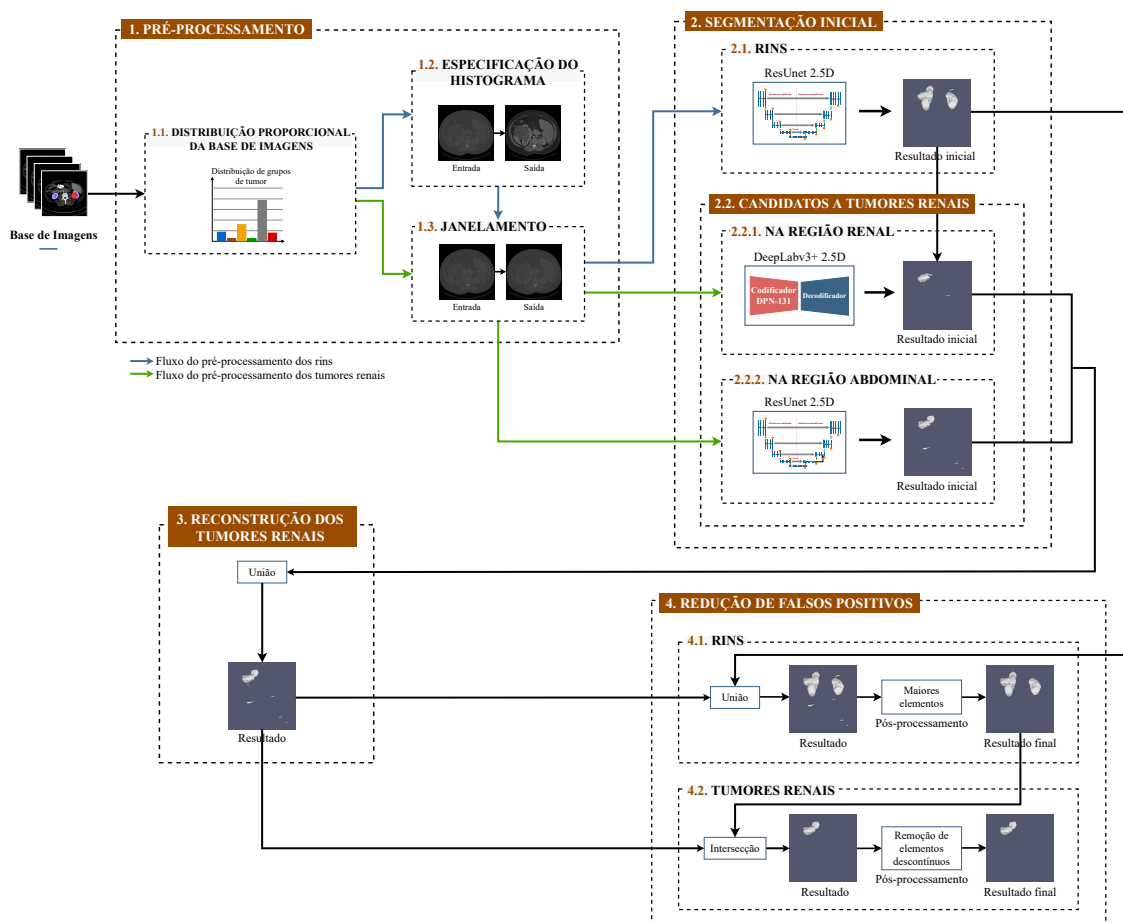 1. PRÉ-PROCESSAMENTO
1.1. DISTRIBUIÇÃO PROPORCIONAL
DA BASE DE IMAGENS
Distribuição de grupos
de tumor
Base de Imagens
1.2. ESPECIFICAÇÃO DO
HISTOGRAMA
Entrada
Saída
1.3. JANELAMENTO
Entrada
Saída
Fluxo do pré-processamento dos rins
Fluxo do pré-processamento dos tumores renais
2. SEGMENTAÇÃO INICIAL
2.1. RINS
ResUnet 2.5D
Resultado inicial
2.2. CANDIDATOS A TUMORES RENAIS
2.2.1. NA REGIÃO RENAL
DeepLabv3+ 2.5D
Codificador
DPN-131
Decodificador
Resultado inicial
2.2.2. NA REGIÃO ABDOMINAL
ResUnet 2.5D
Resultado inicial
3. RECONSTRUÇÃO DOS
TUMORES RENAIS
União
Resultado
4. REDUÇÃO DE FALSOS POSITIVOS
4.1. RINS
União
Resultado
Maiores
elementos
Pós-processamento
Resultado final
4.2. TUMORES RENAIS
Intersecção
Resultado
Remoção de
elementos
descontínuos
Pós-processamento
Resultado final